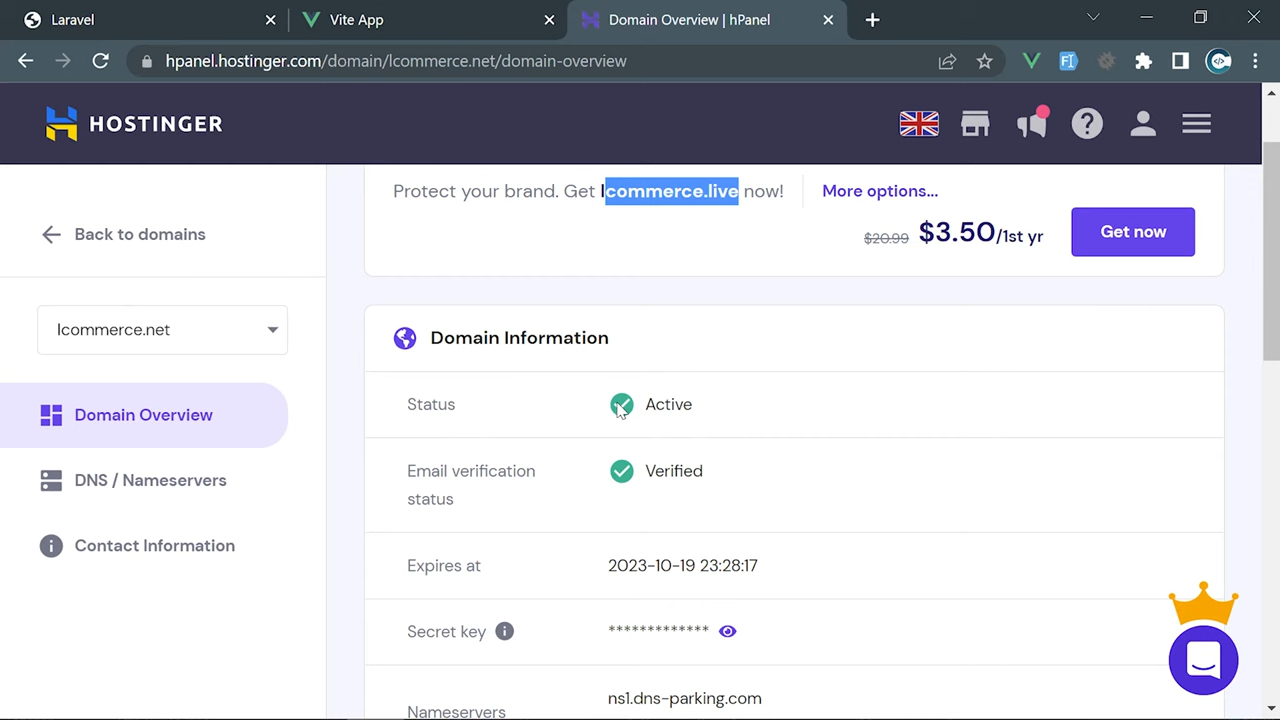 Laravel
Vite App
Domain Overview | hPanel
hpanel.hostinger.com/domain/lcommerce.net/domain-overview
HOSTINGER
Protect your brand. Get lcommerce.live now!
More options...
$20.99 $3.50/1st yr
Get now
Back to domains
lcommerce.net
Domain Overview
DNS / Nameservers
Contact Information
Domain Information
Status
Active
Email verification
status
Verified
Expires at
2023-10-19 23:28:17
Secret key
*************
Nameservers
ns1.dns-parking.com